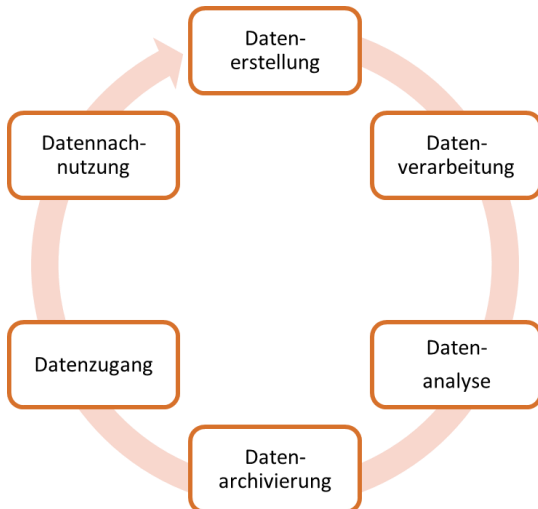 Daten-
erstellung
Daten-
verarbeitung
Daten-
analyse
Daten-
archivierung
Datenzugang
Datennach-
nutzung